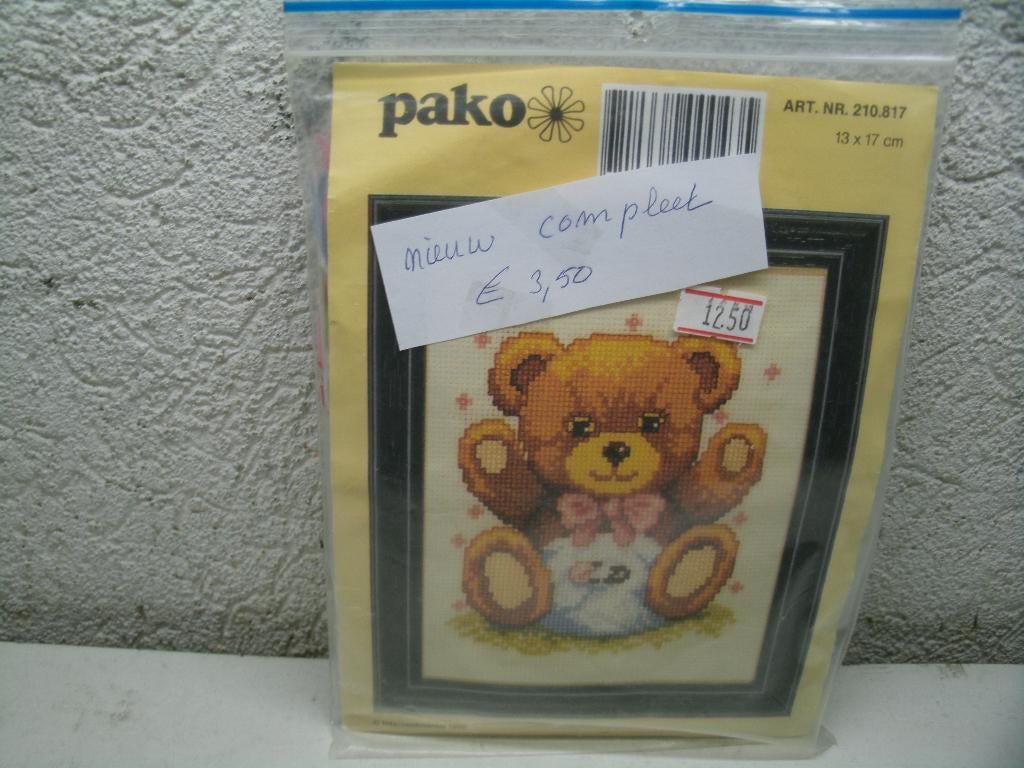 pako
ART. NR. 210.817
13 x 17 cm
nieuw compleet
€ 3,50
12.50